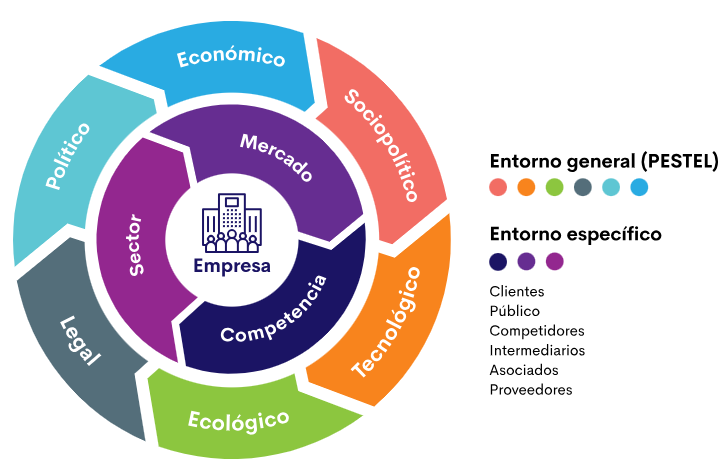 Económico
Sociopolítico
Tecnológico
Ecológico
Legal
Político
Mercado
Competencia
Sector
Empresa
Entorno general (PESTEL)
Entorno específico
Clientes
Público
Competidores
Intermediarios
Asociados
Proveedores